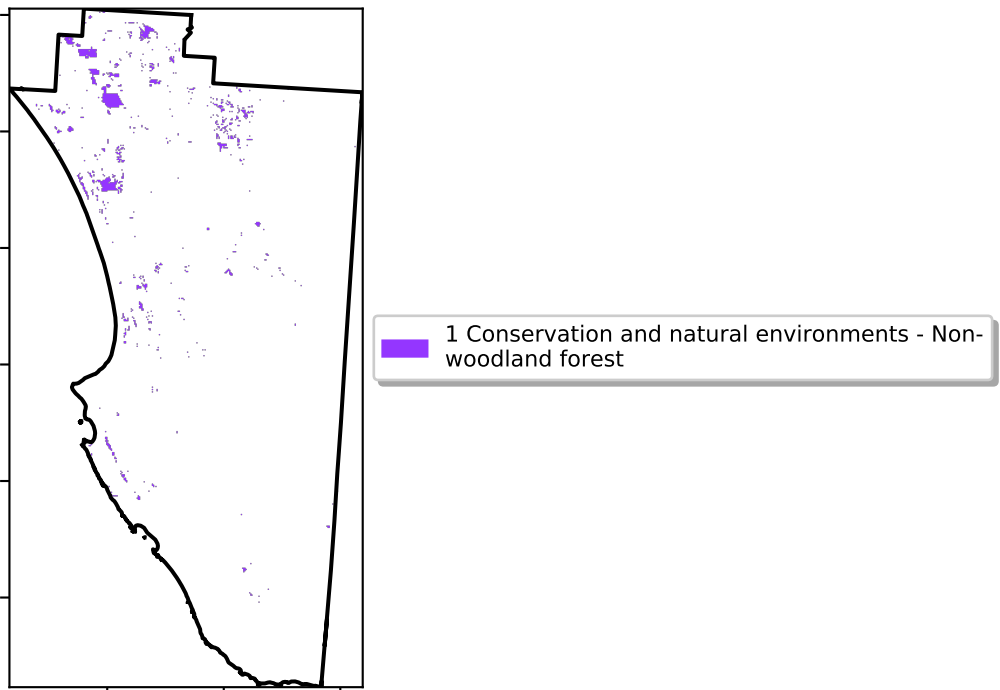 1 Conservation and natural environments - Non-
woodland forest